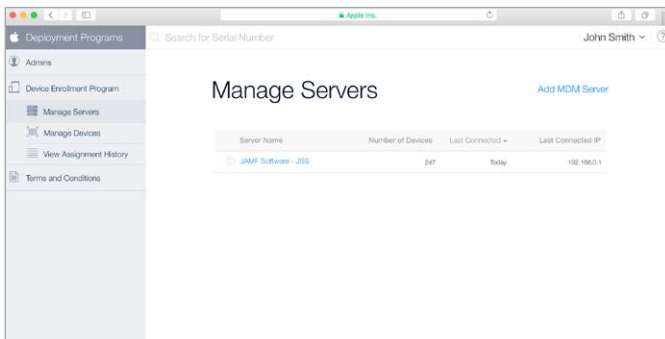 Apple Inc.
Deployment Programs
Search for Serial Number
John Smith
?
Admins
Device Enrollment Program
Manage Servers
Manage Devices
View Assignment History
Terms and Conditions
Manage Servers
Add MDM Server
Server Name Number of Devices Last Connected Last Connected IP
JAMF Software - JSS 247 Today 192.168.0.1